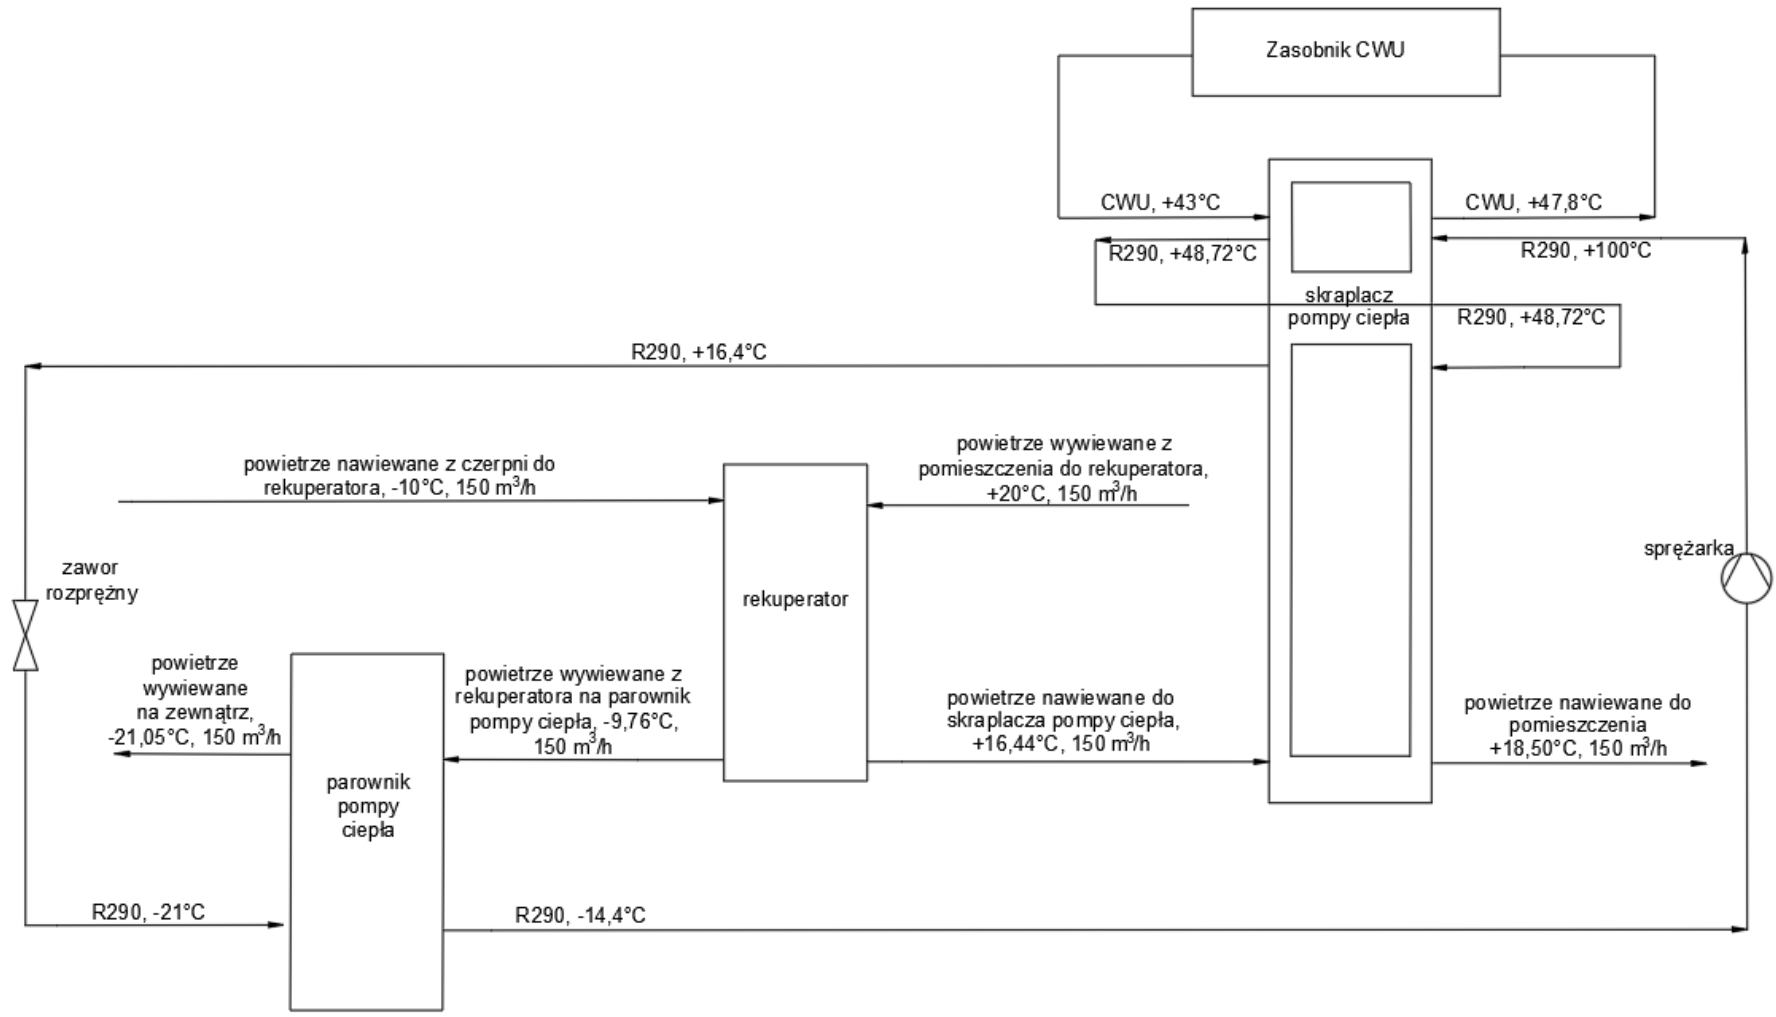 Zasobnik CWU
CWU, +43°C
CWU, +47,8°C
R290, +48,72°C
R290, +100°C
skraplacz
pompy ciepła
R290, +48,72°C
R290, +16,4°C
powietrze nawiewane z czerpni do
rekuperatora, -10°C, 150 m³/h
powietrze wywiewane z
pomieszczenia do rekuperatora,
+20°C, 150 m³/h
sprężarka
zawor
rozprężny
rekuperator
powietrze
wywiewane
na zewnątrz,
-21,05°C, 150 m³/h
powietrze wywiewane z
rekuperatora na parownik
pompy ciepła, -9,76°C,
150 m³/h
powietrze nawiewane do
skraplacza pompy ciepła,
+16,44°C, 150 m³/h
powietrze nawiewane do
pomieszczenia
+18,50°C, 150 m³/h
parownik
pompy
ciepła
R290, -21°C
R290, -14,4°C